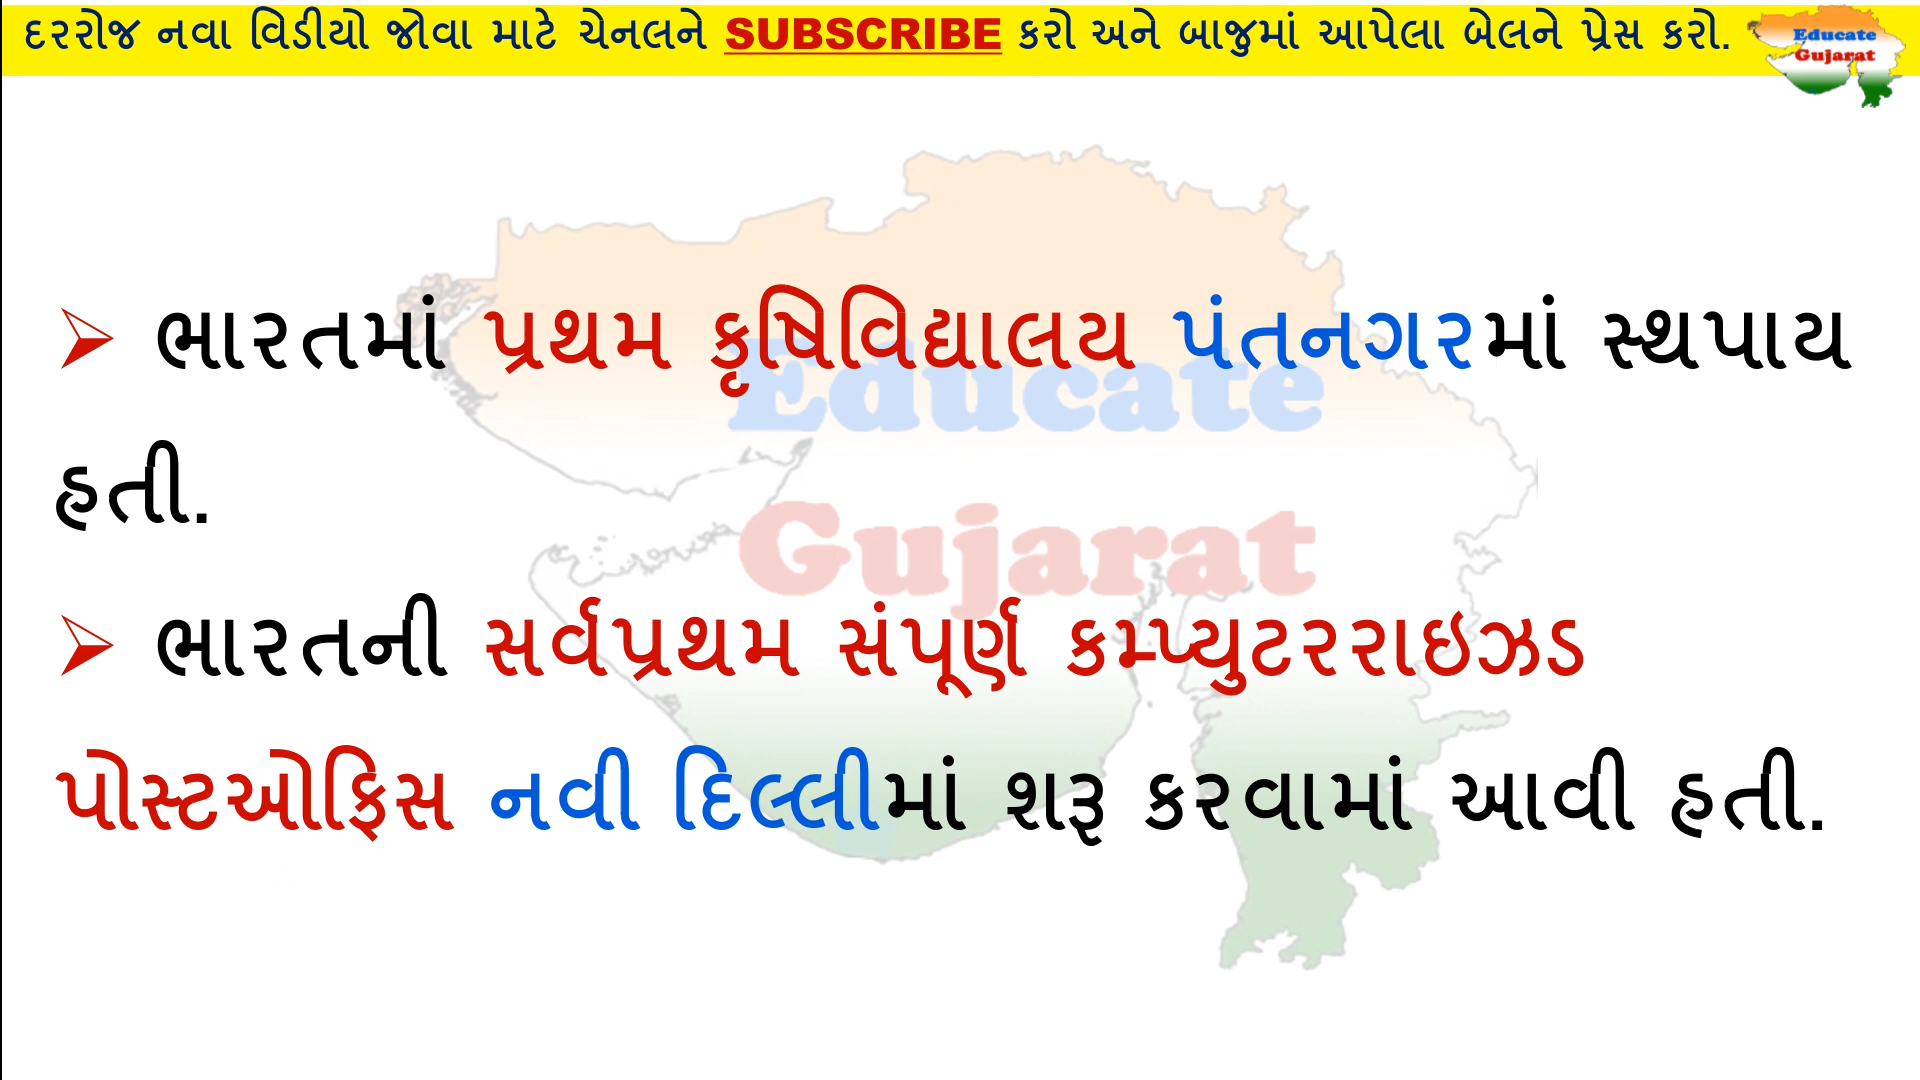 દરરોજ નવા વિડીયો જોવા માટે ચેનલને SUBSCRIBE કરો અને બાજુમાં આપેલા બેલને પ્રેસ કરો.
Educate
Gujarat
➢ ભારતમાં પ્રથમ કૃષિવિદ્યાલય પંતનગરમાં સ્થપાય
હતી.
➢ ભારતની સર્વપ્રથમ સંપૂર્ણ કમ્પ્યુટરરાઇઝડ
પોસ્ટઓફિસ નવી દિલ્લીમાં શરૂ કરવામાં આવી હતી.
Educate
Gujarat